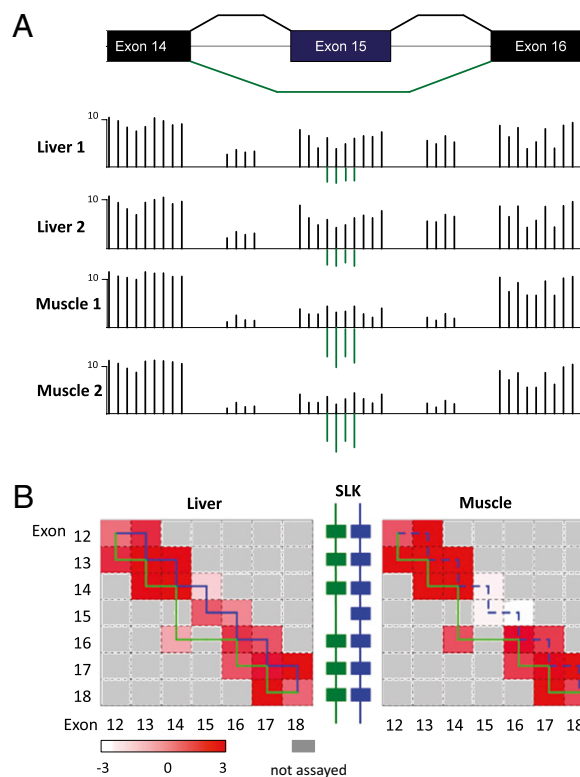 A
Exon 14 Exon 15 Exon 16
10
Liver 1
10
Liver 2
10
Muscle 1
10
Muscle 2
B
SLK
Liver Muscle
Exon
12
13
14
15
16
17
18
Exon 12 13 14 15 16 17 18 12 13 14 15 16 17 18
-3 0 3 not assayed